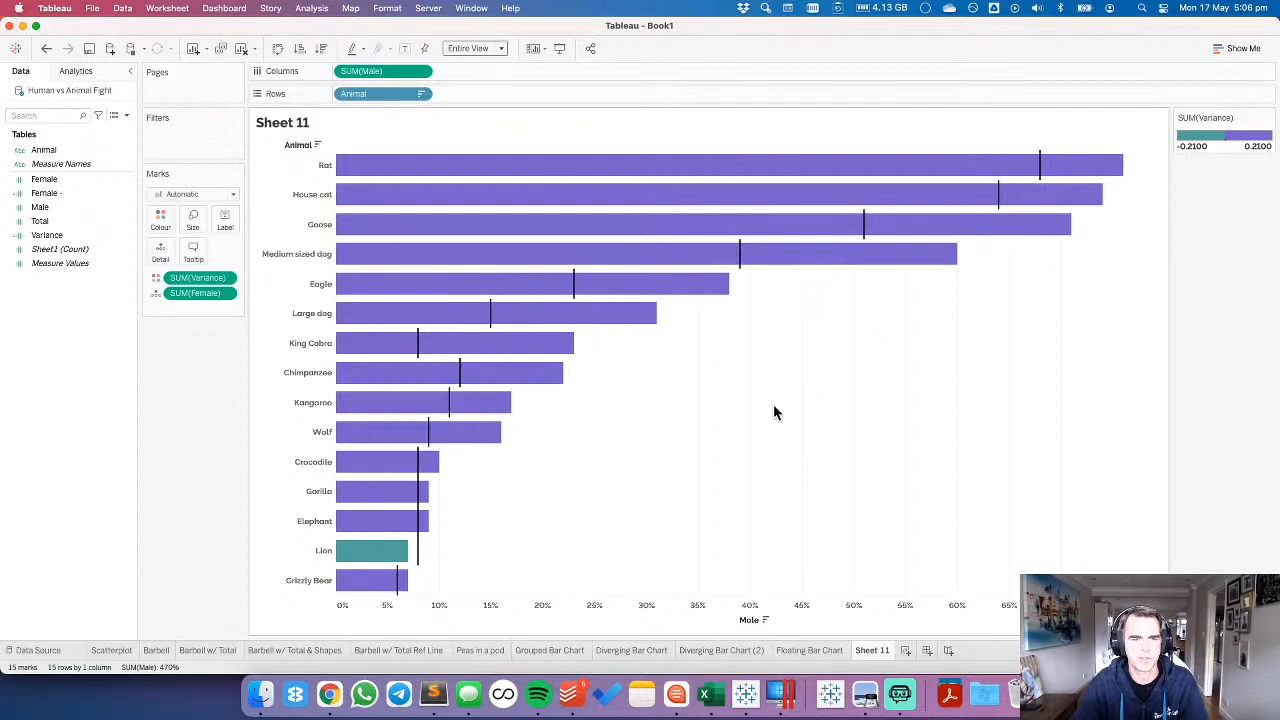 Tableau File Data Worksheet Dashboard Story Analysis Map Format Server Window Help 4.13 GB Mon 17 May 5:06 pm
Tableau - Book1
Entire View Show Me
Data Analytics
Human vs Animal Fight
Search
Tables
Animal
Measure Names
Female
Female -
Male
Total
Variance
Sheet1 (Count)
Measure Values
Pages
Filters
Marks
Automatic
Colour Size Label
Detail Tooltip
SUM(Variance)
SUM(Female)
Columns SUM(Male)
Rows Animal
Sheet 11
Animal
Rat
House cat
Goose
Medium sized dog
Eagle
Large dog
King Cobra
Chimpanzee
Kangaroo
Wolf
Crocodile
Gorilla
Elephant
Lion
Grizzly Bear
0% 5% 10% 15% 20% 25% 30% 35% 40% 45% 50% 55% 60% 65%
Male
SUM(Variance)
-0.2100 0.2100
Data Source Scatterplot Barbell Barbell w/ Total Barbell w/ Total & Shapes Barbell w/ Total Ref Line Peas in a pod Grouped Bar Chart Diverging Bar Chart Diverging Bar Chart (2) Floating Bar Chart Sheet 11
15 marks 15 rows by 1 column SUM(Male): 470%